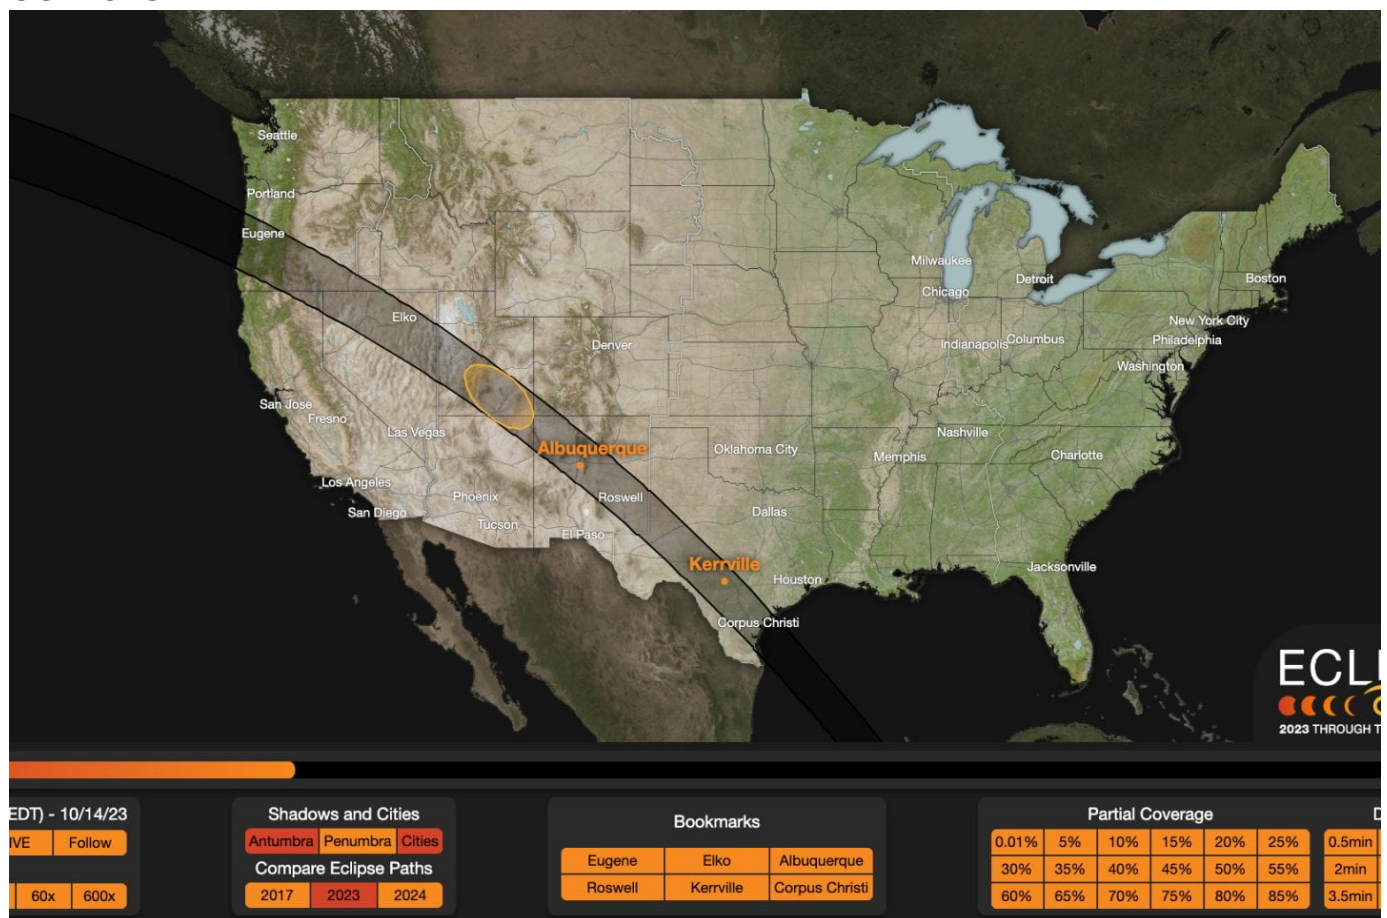 Seattle
Portland
Eugene
Elko
Denver
Milwaukee
Detroit
Chicago
Boston
New York City
Indianapolis
Columbus
Philadelphia
Washington
San Jose
Fresno
Las Vegas
Albuquerque
Oklahoma City
Nashville
Memphis
Charlotte
Los Angeles
Phoenix
Roswell
San Diego
Tucson
Dallas
El Paso
Kerrville
Houston
Jacksonville
Corpus Christi
ECLI
2023 THROUGH T
EDT) - 10/14/23
IVE Follow
60x 600x
Shadows and Cities
Antumbra Penumbra Cities
Compare Eclipse Paths
2017 2023 2024
Bookmarks
Eugene Elko Albuquerque
Roswell Kerrville Corpus Christi
Partial Coverage
0.01% 5% 10% 15% 20% 25%
30% 35% 40% 45% 50% 55%
60% 65% 70% 75% 80% 85%
D
0.5min
2min
3.5min